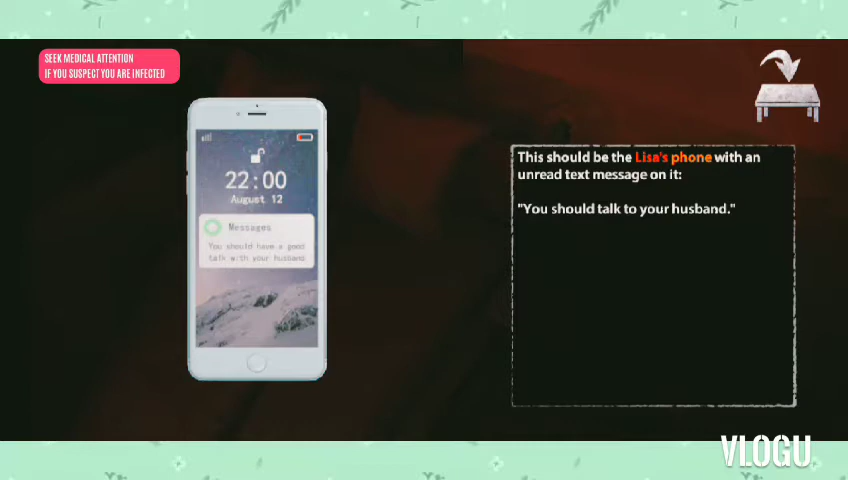 SEEK MEDICAL ATTENTION
IF YOU SUSPECT YOU ARE INFECTED
22:00
August 12
Messages
You should have a good
talk with your husband
This should be the Lisa's phone with an
unread text message on it:
"You should talk to your husband."
VLOGU